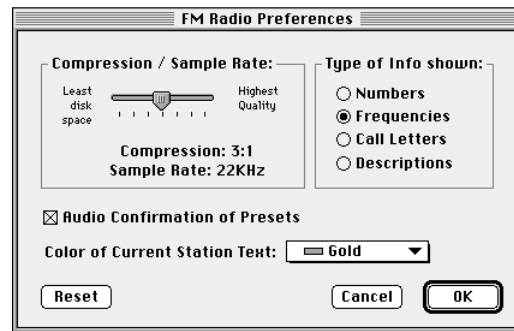 FM Radio Preferences
Compression / Sample Rate:
Least
disk
space
Highest
Quality
Compression: 3:1
Sample Rate: 22KHz
Type of Info shown:
Numbers
Frequencies
Call Letters
Descriptions
Audio Confirmation of Presets
Color of Current Station Text: Gold
Reset
Cancel
OK